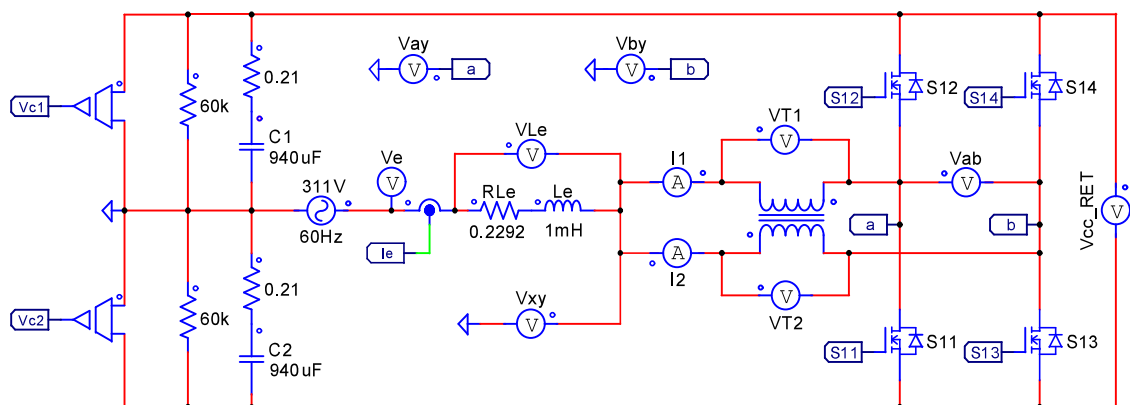 Vay
V
a
Vby
V
b
0.21
S12
S12
S14
S14
Vc1
60k
C1
940uF
VLe
V
VT1
V
Ve
V
I1
A
Vab
V
311V
60Hz
RLe
0.2292
Le
1mH
Vcc_RET
V
a
b
Ie
A
I2
0.21
Vxy
V
V
VT2
Vc2
60k
C2
940uF
S11
S11
S13
S13